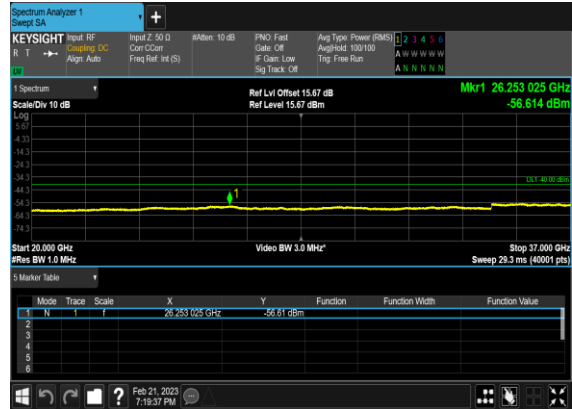 Spectrum Analyzer 1
Swept SA
KEYSIGHT Input: RF Input Z: 50 Ω #Atten: 10 dB PNO: Fast Avg Type: Power (RMS) 1 2 3 4 5 6
R T Coupling: DC Corr CCorr Gate: Off Avg|Hold: 100/100 A W W W W W
Align: Auto Freq Ref: Int (S) IF Gain: Low Trig: Free Run
Sig Track: Off A N N N N N
1 Spectrum Ref Lvl Offset 15.67 dB Mkr1 26.253 025 GHz
Scale/Div 10 dB Ref Level 15.67 dBm -56.614 dBm
Log
5.67
-4.33
-14.3
-24.3
-34.3
DL1 -40.00 dBm
-44.3
1
-54.3
-64.3
-74.3
Start 20.000 GHz Video BW 3.0 MHz* Stop 37.000 GHz
#Res BW 1.0 MHz Sweep 29.3 ms (40001 pts)
5 Marker Table
Mode Trace Scale X Y Function Function Width Function Value
1 N 1 f 26.253 025 GHz -56.61 dBm
2
3
4
5
6
? Feb 21, 2023
7:19:37 PM